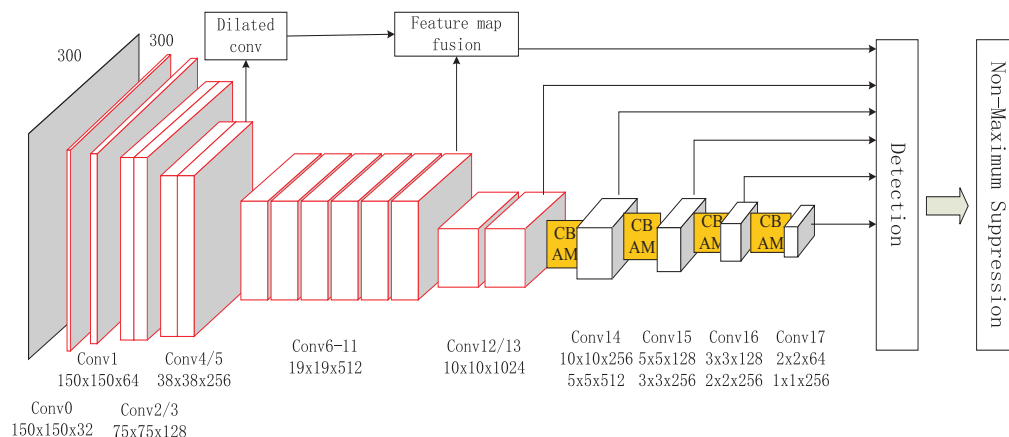 300
300
Dilated
conv
Feature map
fusion
CB
AM
CB
AM
CB
AM
CB
AM
Detection
Non-Maximum Suppression
Conv0
150x150x32
Conv1
150x150x64
Conv2/3
75x75x128
Conv4/5
38x38x256
Conv6-11
19x19x512
Conv12/13
10x10x1024
Conv14
10x10x256
5x5x512
Conv15
5x5x128
3x3x256
Conv16
3x3x128
2x2x256
Conv17
2x2x64
1x1x256